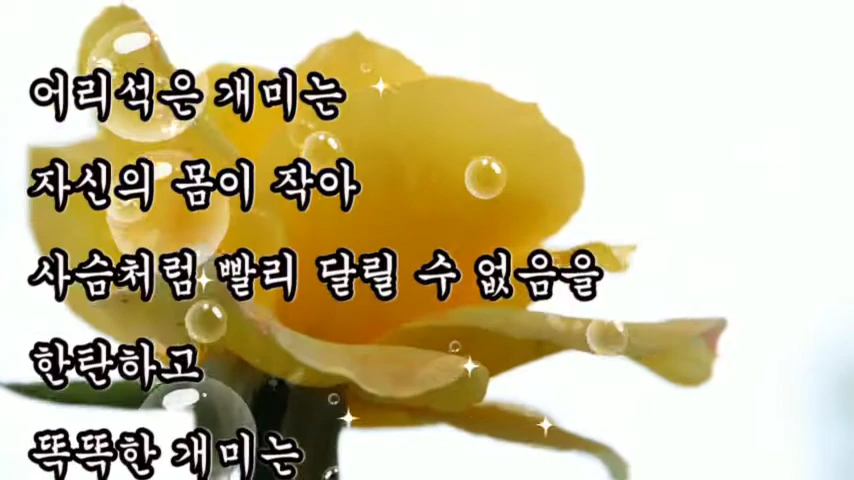 어리석은 개미는
자신의 몸이 작아
사슴처럼 빨리 달릴 수 없음을
한탄하고
똑똑한 개미는